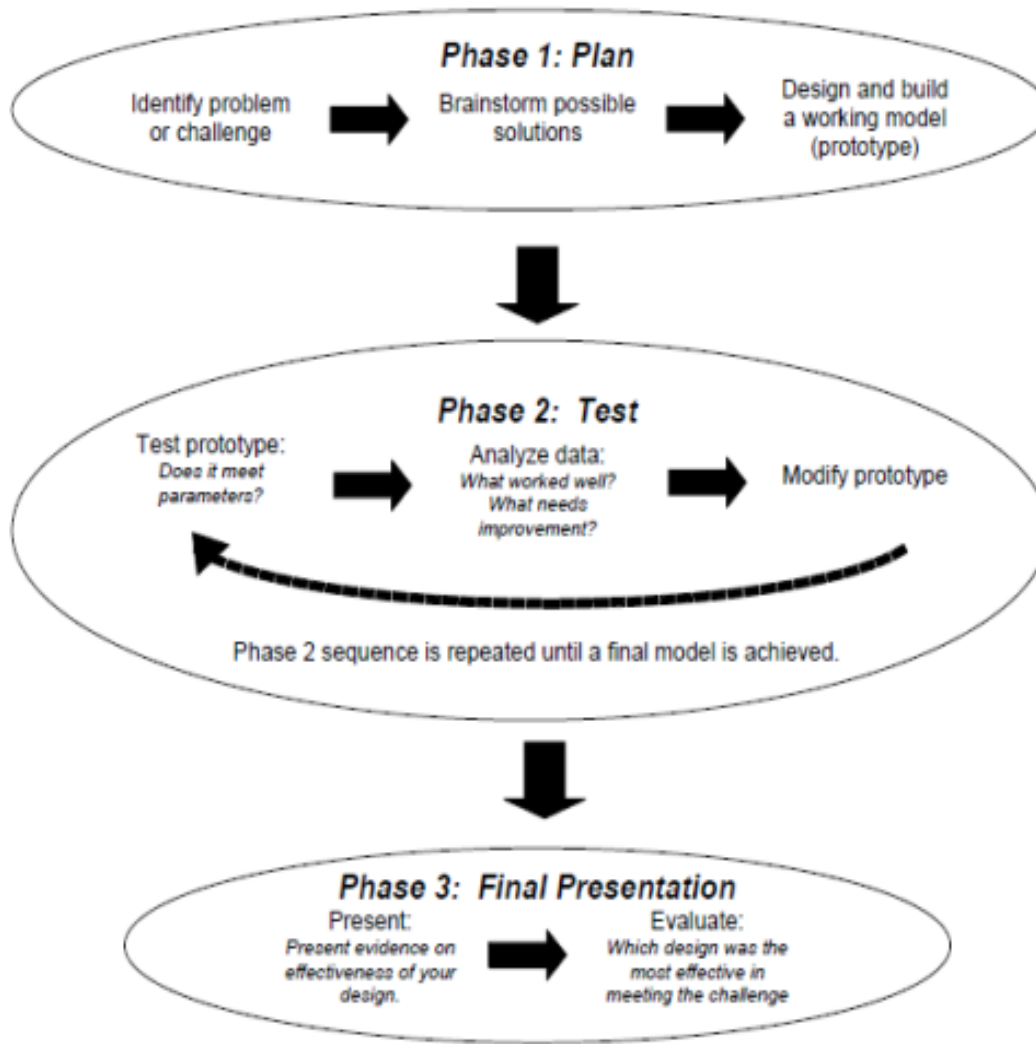 Phase 1: Plan
Identify problem
or challenge
Brainstorm possible
solutions
Design and build
a working model
(prototype)
Phase 2: Test
Test prototype:
Does it meet
parameters?
Analyze data:
What worked well?
What needs
improvement?
Modify prototype
Phase 2 sequence is repeated until a final model is achieved.
Phase 3: Final Presentation
Present:
Present evidence on
effectiveness of your
design.
Evaluate:
Which design was the
most effective in
meeting the challenge